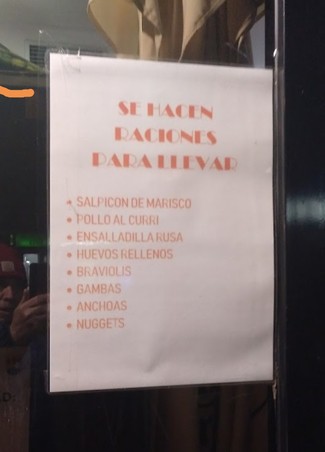 SE HACEN
RACIONES
PARA LLEVAR
• SALPICON DE MARISCO
• POLLO AL CURRI
• ENSALLADILLA RUSA
• HUEVOS RELLENOS
• BRAVIOLIS
• GAMBAS
• ANCHOAS
• NUGGETS